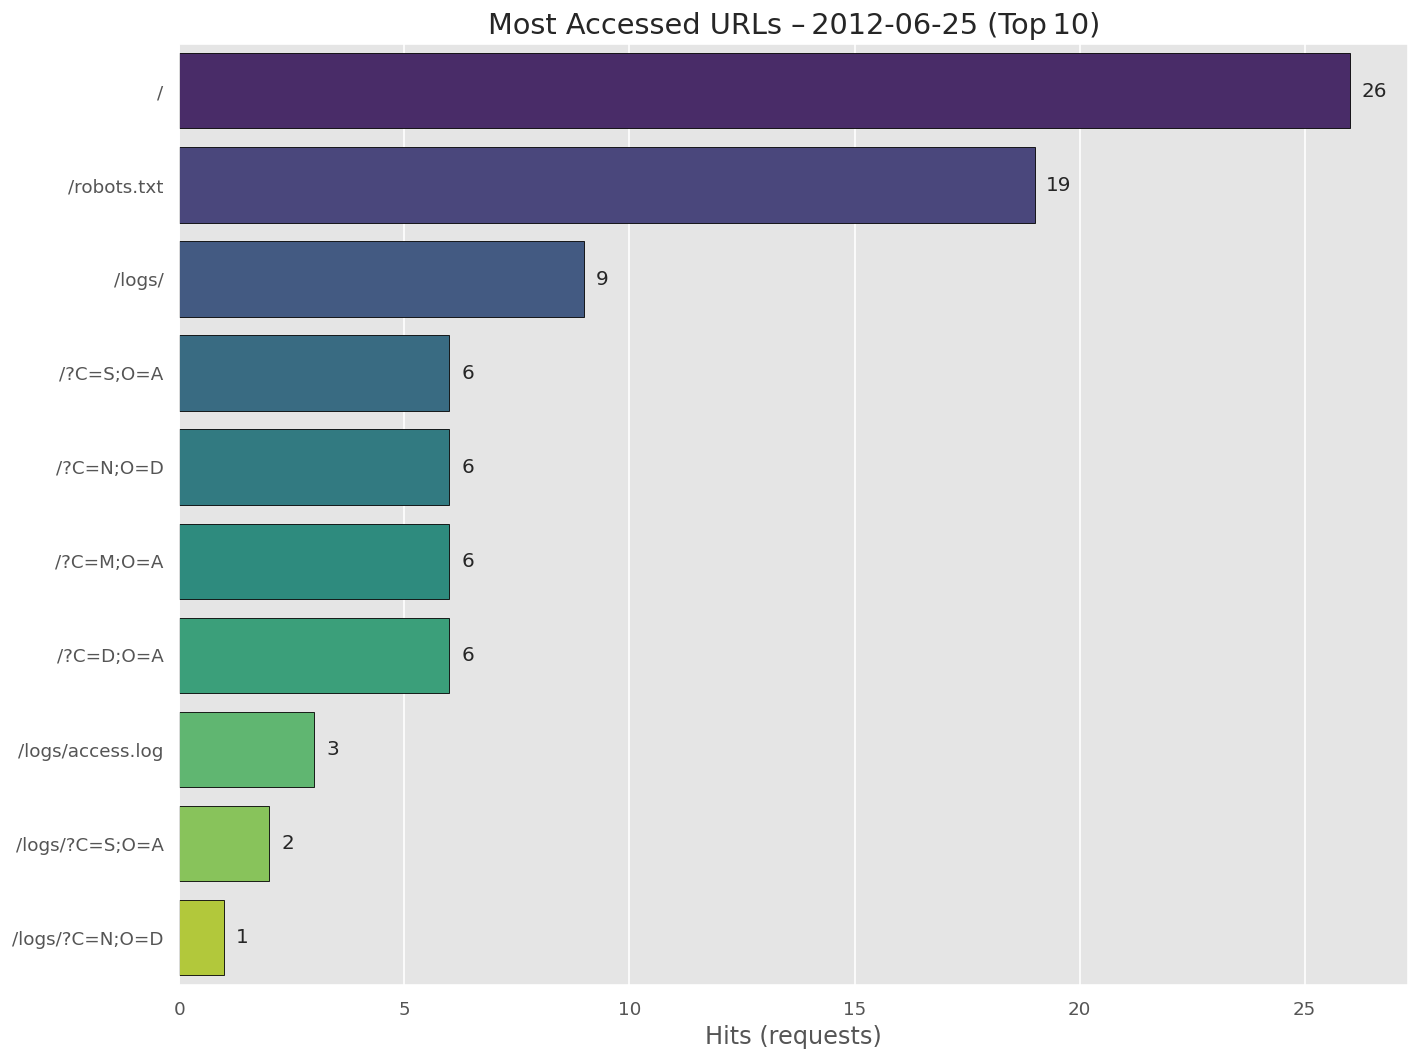 Most Accessed URLs – 2012-06-25 (Top 10)
/ 26
/robots.txt 19
/logs/ 9
/?C=S;O=A 6
/?C=N;O=D 6
/?C=M;O=A 6
/?C=D;O=A 6
/logs/access.log 3
/logs/?C=S;O=A 2
/logs/?C=N;O=D 1
0 5 10 15 20 25
Hits (requests)